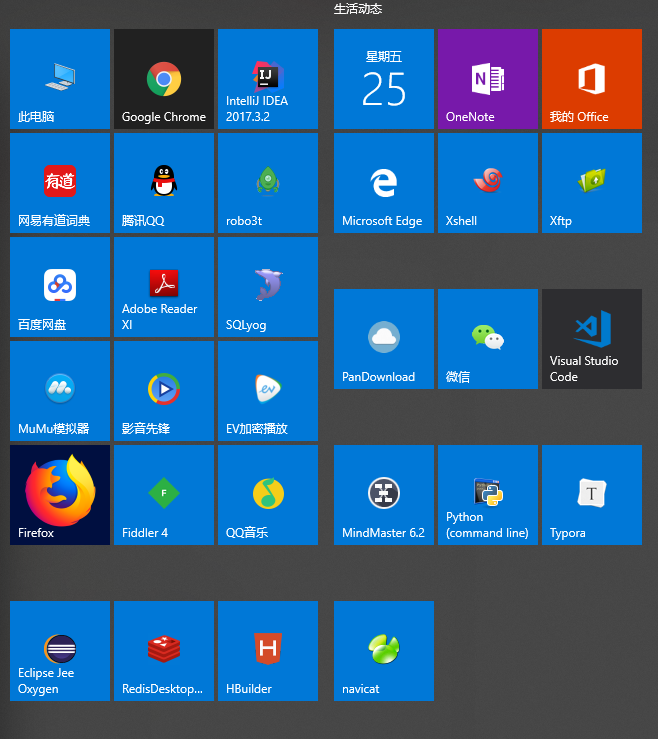 生活动态
此电脑
Google Chrome
IntelliJ IDEA
2017.3.2
星期五
25
OneNote
我的 Office
有道
网易有道词典
腾讯QQ
robo3t
Microsoft Edge
Xshell
Xftp
百度网盘
Adobe Reader
XI
SQLyog
PanDownload
微信
Visual Studio
Code
MuMu模拟器
影音先锋
EV加密播放
Firefox
Fiddler 4
QQ音乐
MindMaster 6.2
Python
(command line)
Typora
Eclipse Jee
Oxygen
RedisDesktop...
HBuilder
navicat